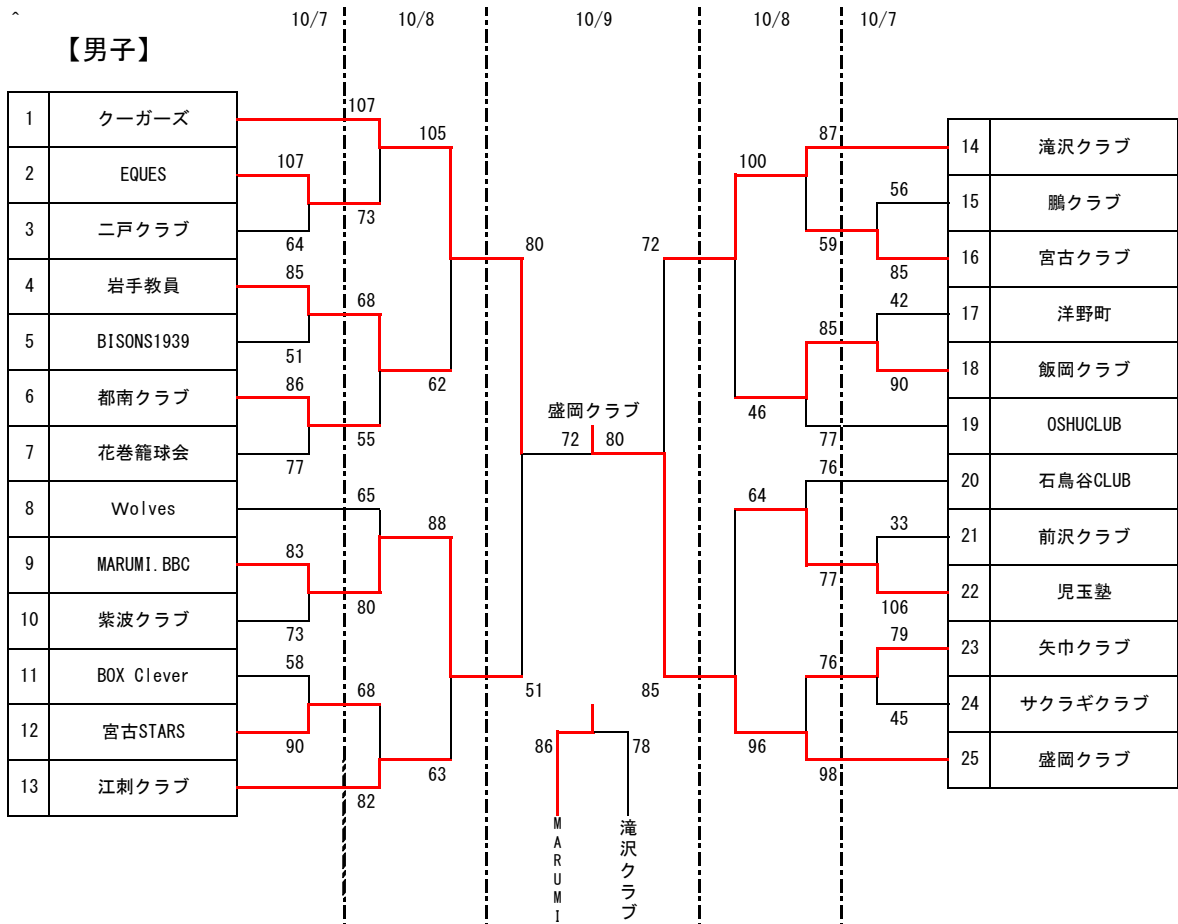 ^
10/7 10/8 10/9 10/8 10/7
【男子】
1 クーガーズ
2 EQUES
3 二戸クラブ
4 岩手教員
5 BISONS1939
6 都南クラブ
7 花巻籠球会
8 Wolves
9 MARUMI.BBC
10 紫波クラブ
11 BOX Clever
12 宮古STARS
13 江刺クラブ
107
64
85
51
86
77
83
73
58
90
107
73
68
55
65
80
68
82
105
62
88
63
80
51
盛岡クラブ
72 80
86 78
MARUMI
滝沢クラブ
72
85
100
46
64
96
87
59
85
77
76
77
76
98
56
85
42
90
33
106
79
45
14 滝沢クラブ
15 鵬クラブ
16 宮古クラブ
17 洋野町
18 飯岡クラブ
19 OSHUCLUB
20 石鳥谷CLUB
21 前沢クラブ
22 児玉塾
23 矢巾クラブ
24 サクラギクラブ
25 盛岡クラブ